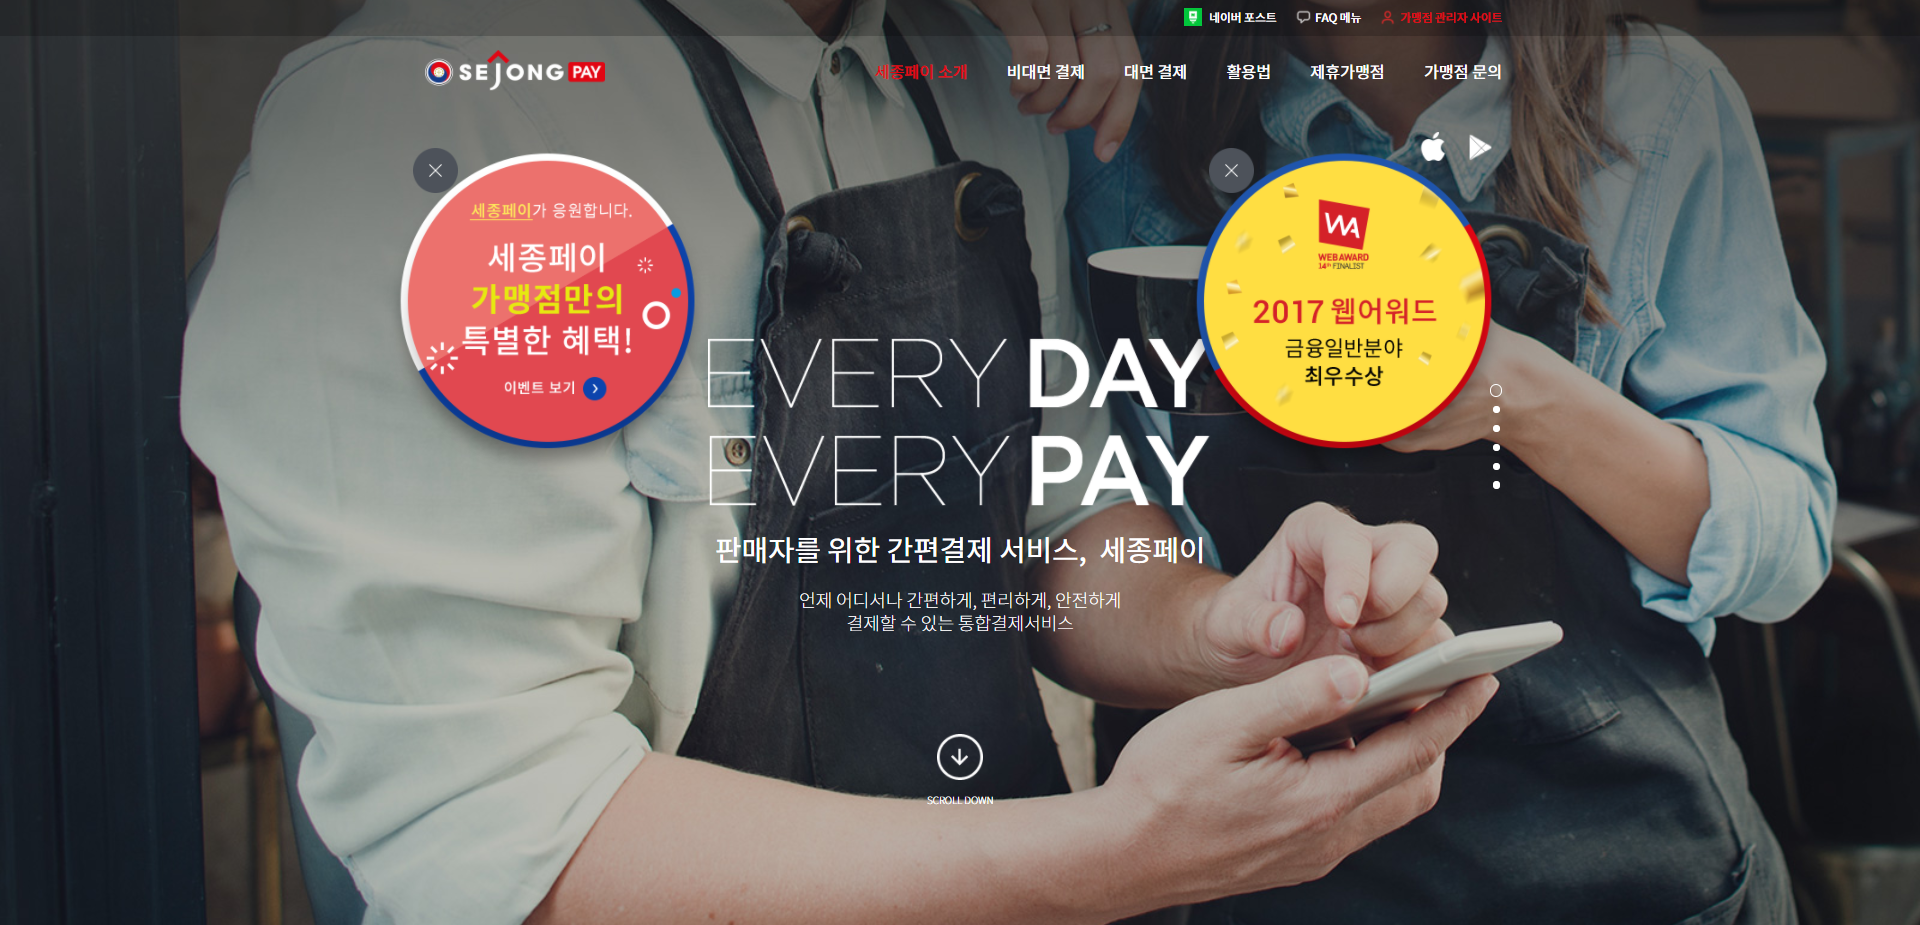 네이버 포스트
FAQ 메뉴
가맹점 관리자 사이트
SEJONG PAY
세종페이 소개
비대면 결제
대면 결제
활용법
제휴가맹점
가맹점 문의
세종페이가 응원합니다.
세종페이
가맹점만의
특별한 혜택!
이벤트 보기
WA
WEB AWARD
14TH FINALIST
2017 웹어워드
금융일반분야
최우수상
EVERY DAY
EVERY PAY
판매자를 위한 간편결제 서비스, 세종페이
언제 어디서나 간편하게, 편리하게, 안전하게
결제할 수 있는 통합결제서비스
SCROLL DOWN